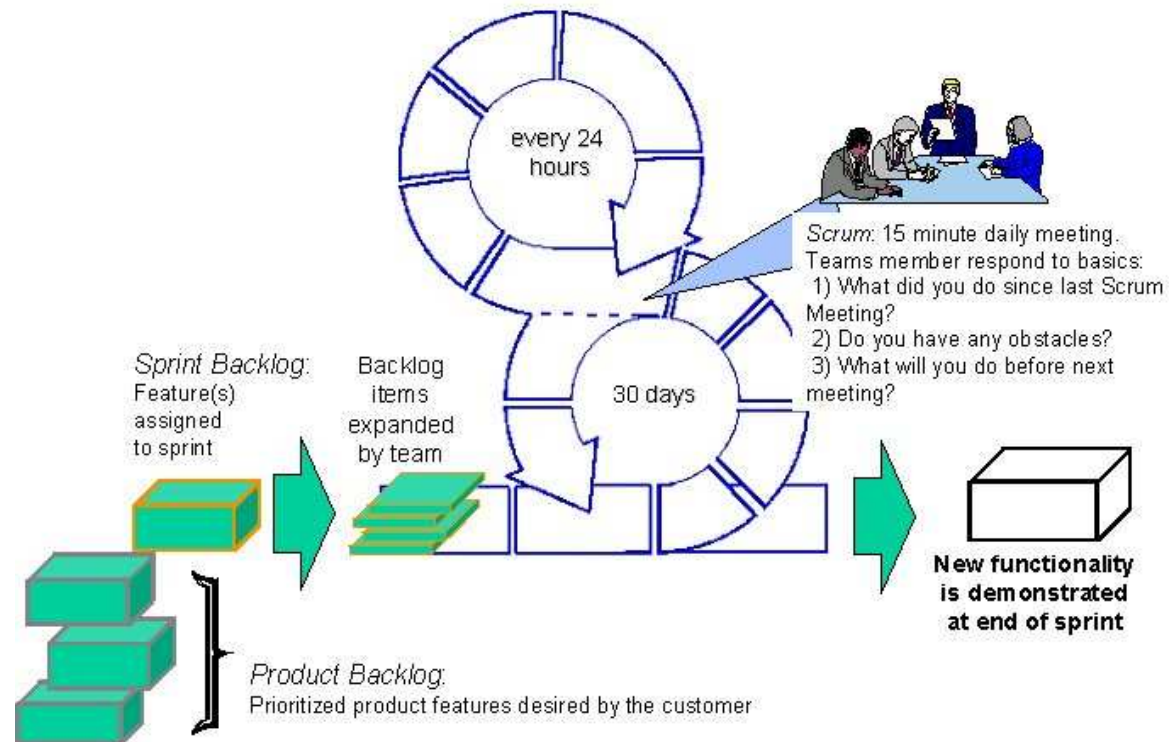 every 24
hours
Scrum: 15 minute daily meeting.
Teams member respond to basics:
1) What did you do since last Scrum
Meeting?
2) Do you have any obstacles?
3) What will you do before next
meeting?
Sprint Backlog:
Feature(s)
assigned
to sprint
Backlog
items
expanded
by team
30 days
New functionality
is demonstrated
at end of sprint
Product Backlog:
Prioritized product features desired by the customer